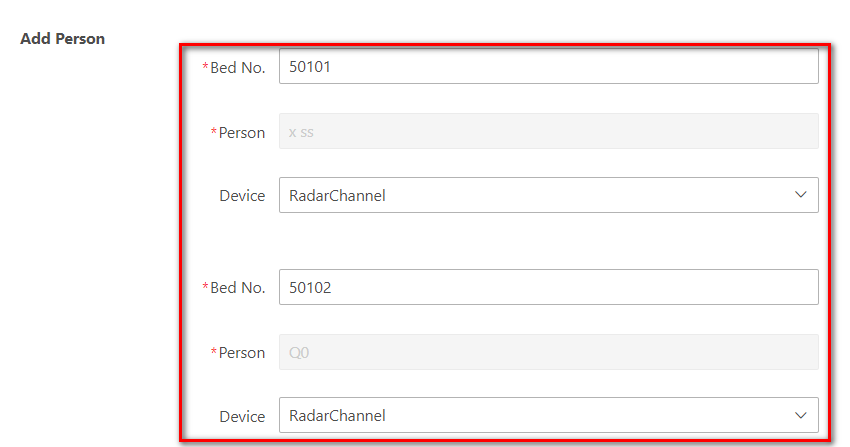 Add Person
*Bed No. 50101
*Person x ss
Device RadarChannel
*Bed No. 50102
*Person Q0
Device RadarChannel